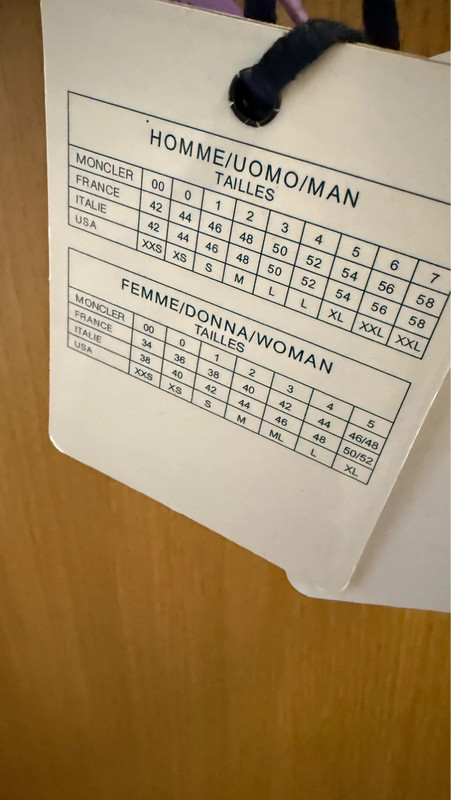 HOMME/UOMO/MAN
TAILLES
MONCLER 00 0 1 2 3 4 5 6 7
FRANCE 42 44 46 48 50 52 54 56 58
ITALIE 42 44 46 48 50 52 54 56 58
USA XXS XS S M L L XL XXL XXL
FEMME/DONNA/WOMAN
TAILLES
MONCLER 00 0 1 2 3 4 5
FRANCE 34 36 38 40 42 44 46/48
ITALIE 38 40 42 44 46 48 50/52
USA XXS XS S M ML L XL